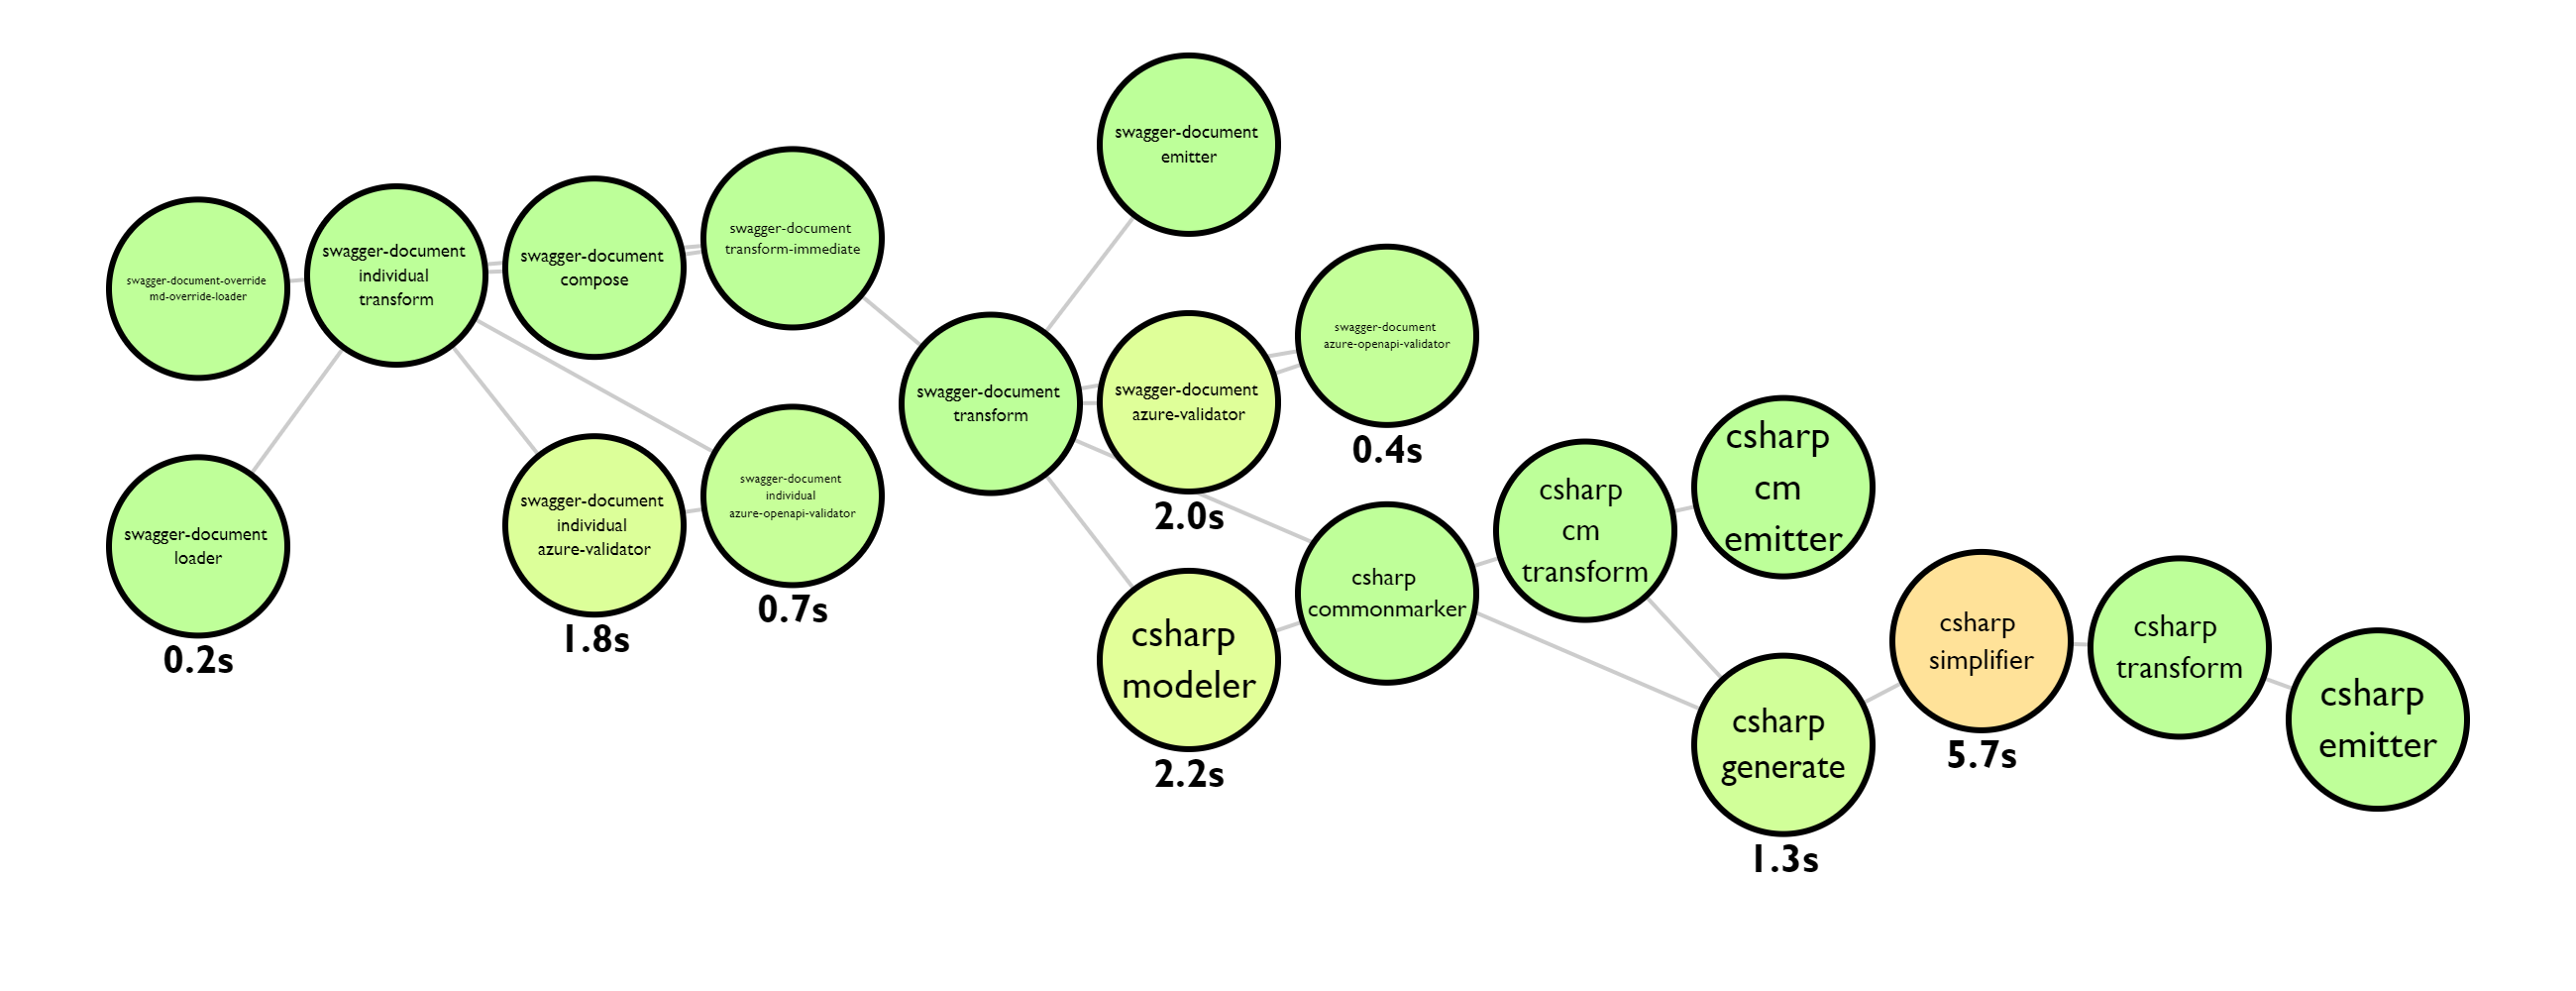 swagger-document-override
md-override-loader
swagger-document
loader
0.2s
swagger-document
individual
transform
swagger-document
compose
swagger-document
individual
azure-validator
1.8s
swagger-document
transform-immediate
swagger-document
individual
azure-openapi-validator
0.7s
swagger-document
transform
swagger-document
emitter
swagger-document
azure-validator
2.0s
csharp
modeler
2.2s
swagger-document
azure-openapi-validator
0.4s
csharp
commonmarker
csharp
cm
transform
csharp
cm
emitter
csharp
generate
1.3s
csharp
simplifier
5.7s
csharp
transform
csharp
emitter